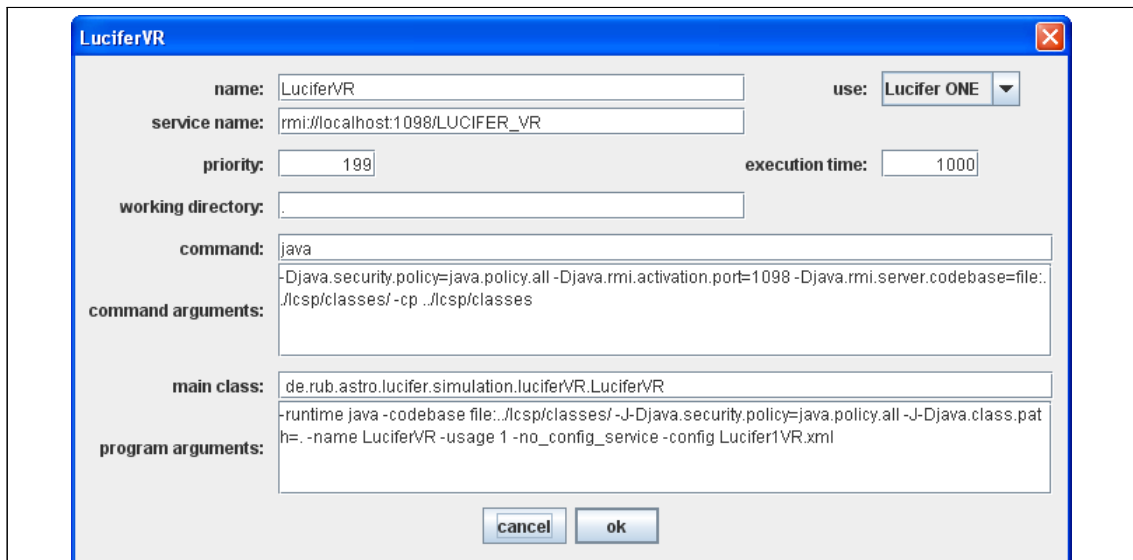 LuciferVR
name: LuciferVR use: Lucifer ONE
service name: rmi://localhost:1098/LUCIFER_VR
priority: 199 execution time: 1000
working directory: .
command: java
command arguments: -Djava.security.policy=java.policy.all -Djava.rmi.activation.port=1098 -Djava.rmi.server.codebase=file:.
./lcsp/classes/ -cp ../lcsp/classes
main class: de.rub.astro.lucifer.simulation.luciferVR.LuciferVR
program arguments: -runtime java -codebase file:../lcsp/classes/ -J-Djava.security.policy=java.policy.all -J-Djava.class.pat
h=. -name LuciferVR -usage 1 -no_config_service -config Lucifer1VR.xml
cancel ok